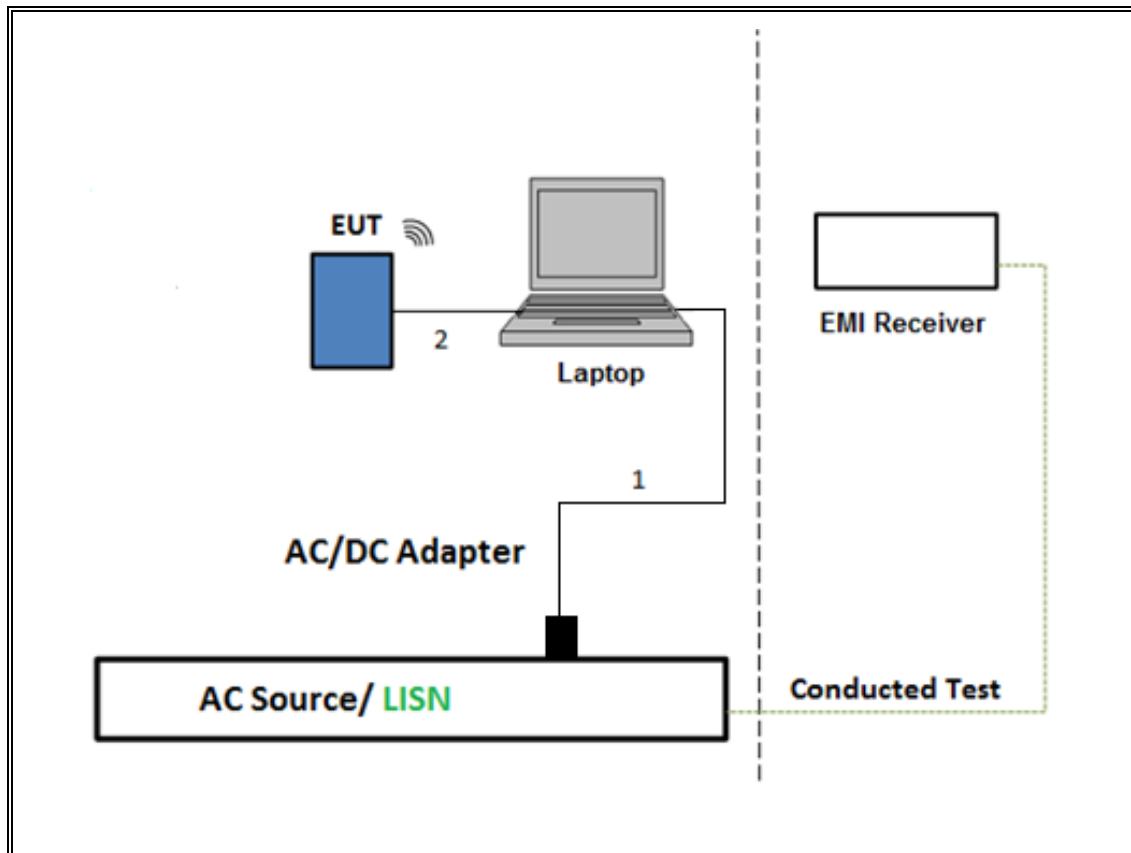 EUT
2
Laptop
EMI Receiver
1
AC/DC Adapter
AC Source/ LISN
Conducted Test